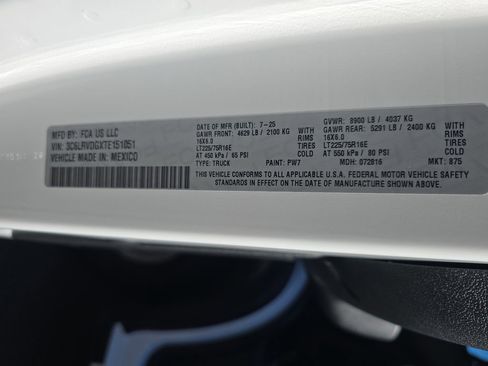 MFD BY: FCA US LLC
VIN: 3C6LRVDGXTE151051
VEHICLE MADE IN: MEXICO
DATE OF MFR (BUILT): 7-25
GAWR FRONT: 4629 LB / 2100 KG WITH
16X6.0 RIMS
LT225/75R16E TIRES
AT 450 kPa / 65 PSI COLD
TYPE: TRUCK PAINT: PW7
GVWR: 8900 LB / 4037 KG
GAWR REAR: 5291 LB / 2400 KG WITH
16X6.0 RIMS
LT225/75R16E TIRES
AT 550 kPa / 80 PSI COLD
MDH: 072816 MKT: 875
THIS VEHICLE CONFORMS TO ALL APPLICABLE U.S.A. FEDERAL MOTOR VEHICLE SAFETY
STANDARDS IN EFFECT ON THE DATE OF MANUFACTURE SHOWN ABOVE.